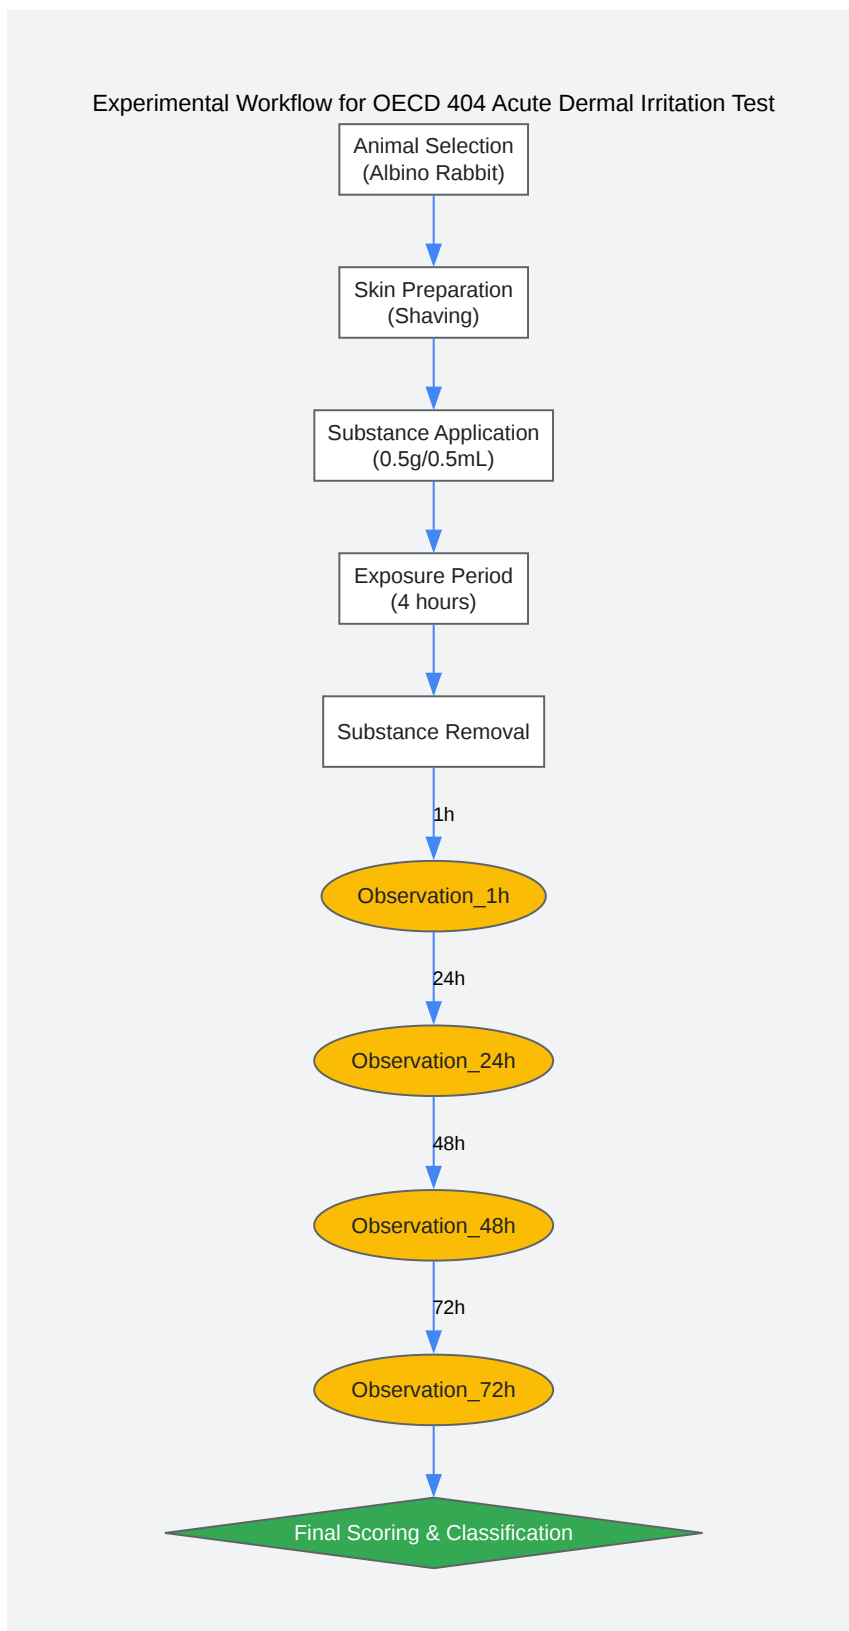 Experimental Workflow for OECD 404 Acute Dermal Irritation Test
Animal Selection
(Albino Rabbit)
Skin Preparation
(Shaving)
Substance Application
(0.5g/0.5mL)
Exposure Period
(4 hours)
Substance Removal
1h
Observation_1h
24h
Observation_24h
48h
Observation_48h
72h
Observation_72h
Final Scoring & Classification